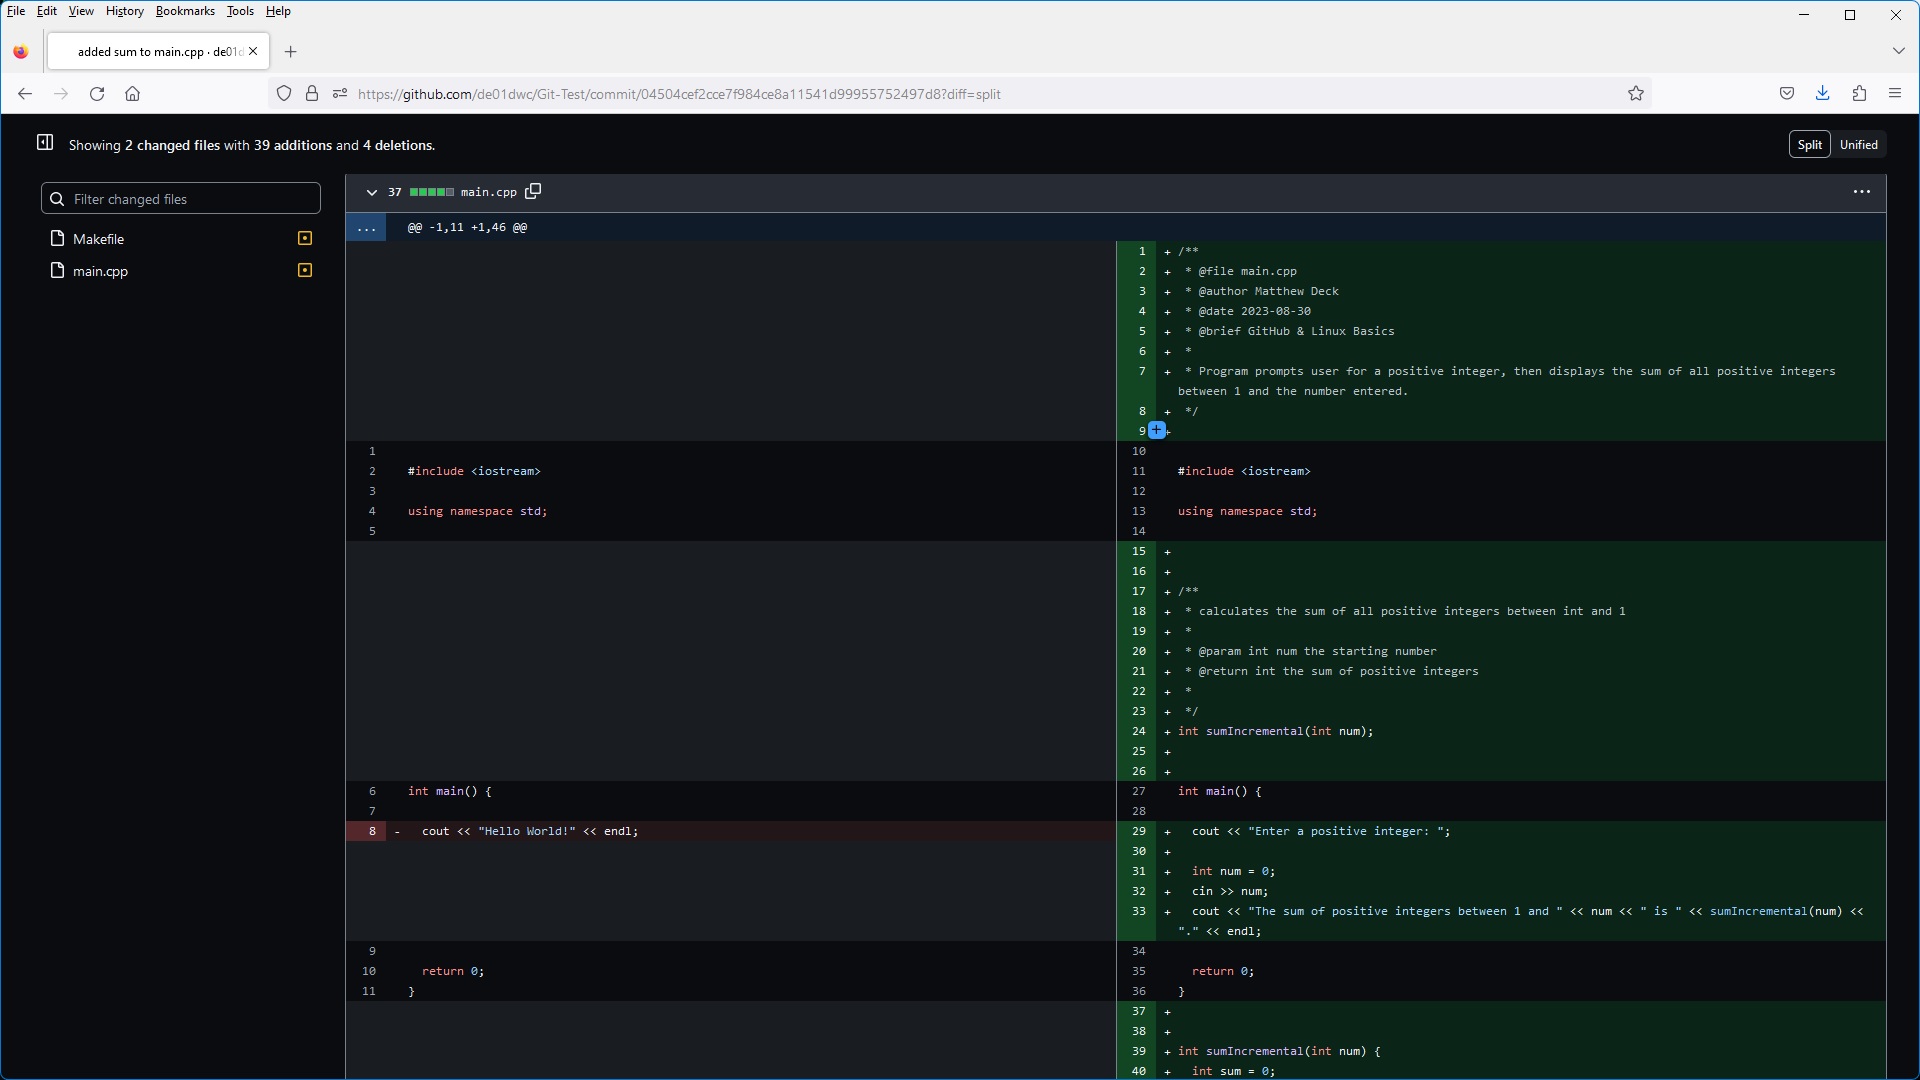 File Edit View History Bookmarks Tools Help
added sum to main.cpp · de01d
https://github.com/de01dwc/Git-Test/commit/04504cef2cce7f984ce8a11541d99955752497d8?diff=split
Showing 2 changed files with 39 additions and 4 deletions.
Split Unified
Filter changed files
Makefile
main.cpp
37 main.cpp
... @@ -1,11 +1,46 @@
1 + /**
2 + * @file main.cpp
3 + * @author Matthew Deck
4 + * @date 2023-08-30
5 + * @brief GitHub & Linux Basics
6 + *
7 + * Program prompts user for a positive integer, then displays the sum of all positive integers
between 1 and the number entered.
8 + */
9 +
1 10
2 #include <iostream> 11 #include <iostream>
3 12
4 using namespace std; 13 using namespace std;
5 14
15 +
16 +
17 + /**
18 + * calculates the sum of all positive integers between int and 1
19 + *
20 + * @param int num the starting number
21 + * @return int the sum of positive integers
22 + *
23 + */
24 + int sumIncremental(int num);
25 +
26 +
6 int main() { 27 int main() {
7 28
8 - cout << "Hello World!" << endl; 29 + cout << "Enter a positive integer: ";
30 +
31 + int num = 0;
32 + cin >> num;
33 + cout << "The sum of positive integers between 1 and " << num << " is " << sumIncremental(num) <<
"." << endl;
9 34
10 return 0; 35 return 0;
11 } 36 }
37 +
38 +
39 + int sumIncremental(int num) {
40 + int sum = 0;